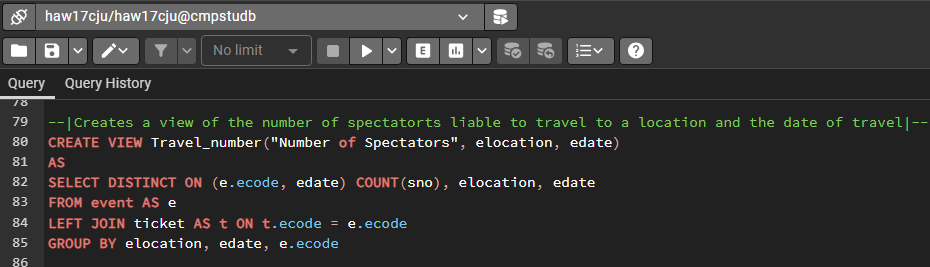 haw17cju/haw17cju@cmpstudb
No limit
E
Query Query History
78
79 --|Creates a view of the number of spectatorts liable to travel to a location and the date of travel|--
80 CREATE VIEW Travel_number("Number of Spectators", elocation, edate)
81 AS
82 SELECT DISTINCT ON (e.ecode, edate) COUNT(sno), elocation, edate
83 FROM event AS e
84 LEFT JOIN ticket AS t ON t.ecode = e.ecode
85 GROUP BY elocation, edate, e.ecode
86